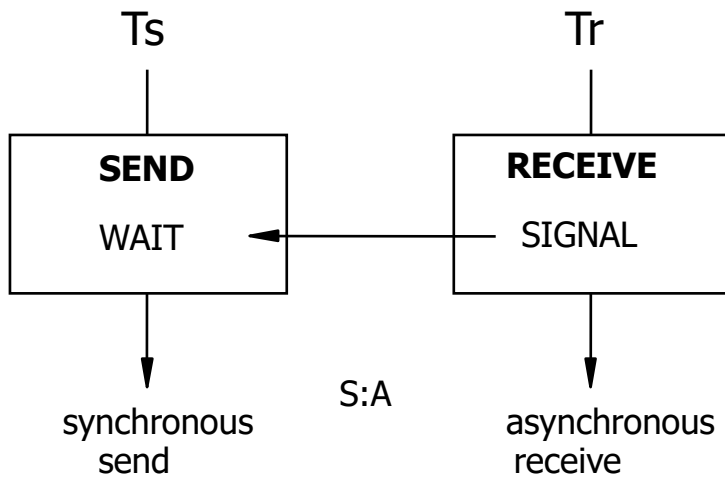 Ts
Tr
SEND
RECEIVE
WAIT
SIGNAL
S:A
synchronous
send
asynchronous
receive